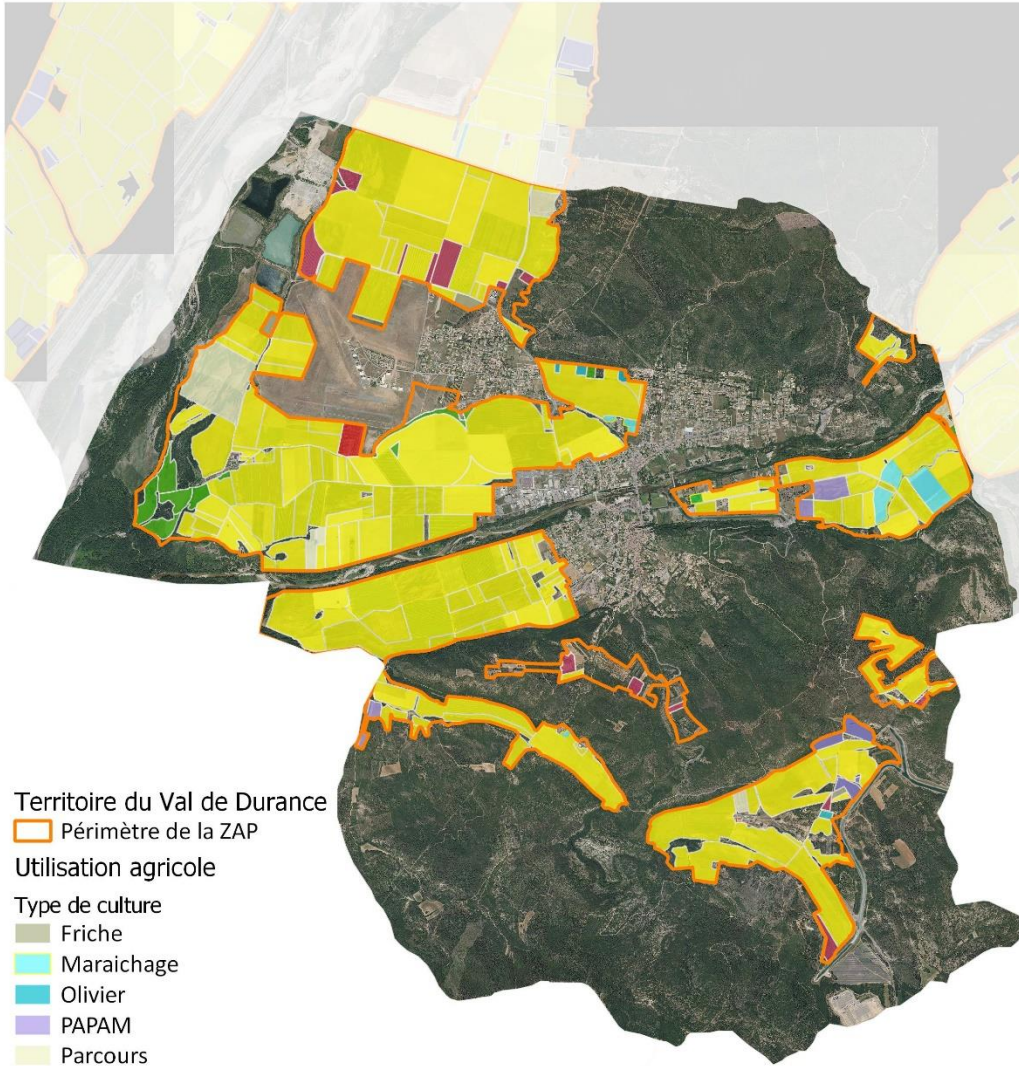 Territoire du Val de Durance
Périmètre de la ZAP
Utilisation agricole
Type de culture
Friche
Maraichage
Olivier
PAPAM
Parcours